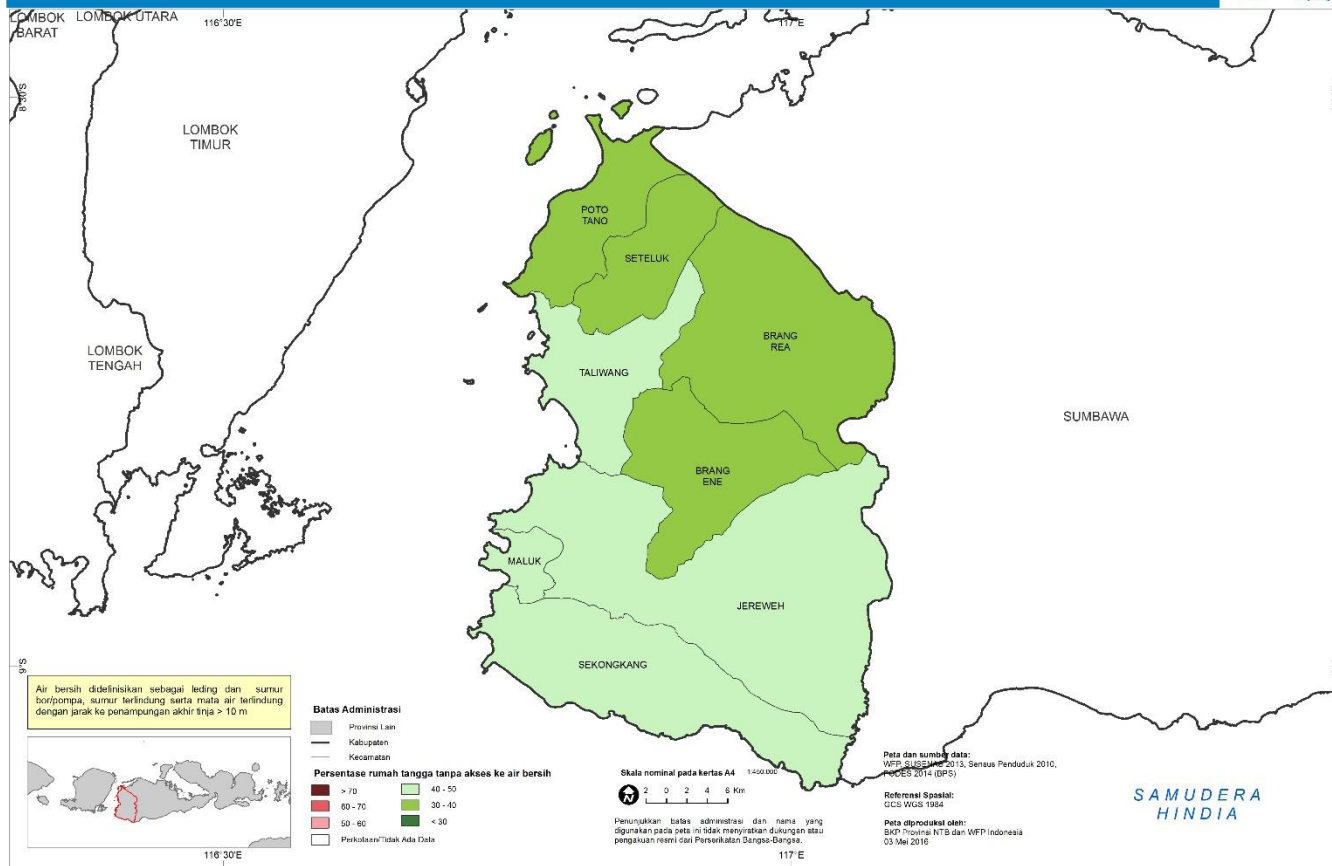 LOMBOK BARAT
LOMBOK UTARA
116°30'E
117°E
8°30'S
LOMBOK
TIMUR
POTO
TANO
SETELUK
BRANG
REA
LOMBOK
TENGAH
TALIWANG
SUMBAWA
BRANG
ENE
MALUK
JEREWEH
SEKONGKANG
9°S
Air bersih didefinisikan sebagai leding dan sumur
bor/pompa, sumur terlindung serta mata air terlindung
dengan jarak ke penampungan akhir tinja > 10 m
Batas Administrasi
Provinsi Lain
Kabupaten
Kecamatan
Persentase rumah tangga tanpa akses ke air bersih
> 70
60 - 70
50 - 60
40 - 50
30 - 40
< 30
Perkotaan/Tidak Ada Data
Skala nominal pada kertas A4
1:450.000
N
2 0 2 4 6 Km
Penunjukkan batas administrasi dan nama yang
digunakan pada peta ini tidak menyiratkan dukungan atau
pengakuan resmi dari Perserikatan Bangsa-Bangsa.
Peta dan sumber data:
WFP, SUSENAS 2013, Sensus Penduduk 2010,
PODES 2014 (BPS)
Referensi Spasial:
GCS WGS 1984
Peta diproduksi oleh:
BKP Provinsi NTB dan WFP Indonesia
03 Mei 2016
SAMUDERA
HINDIA
116°30'E
117°E